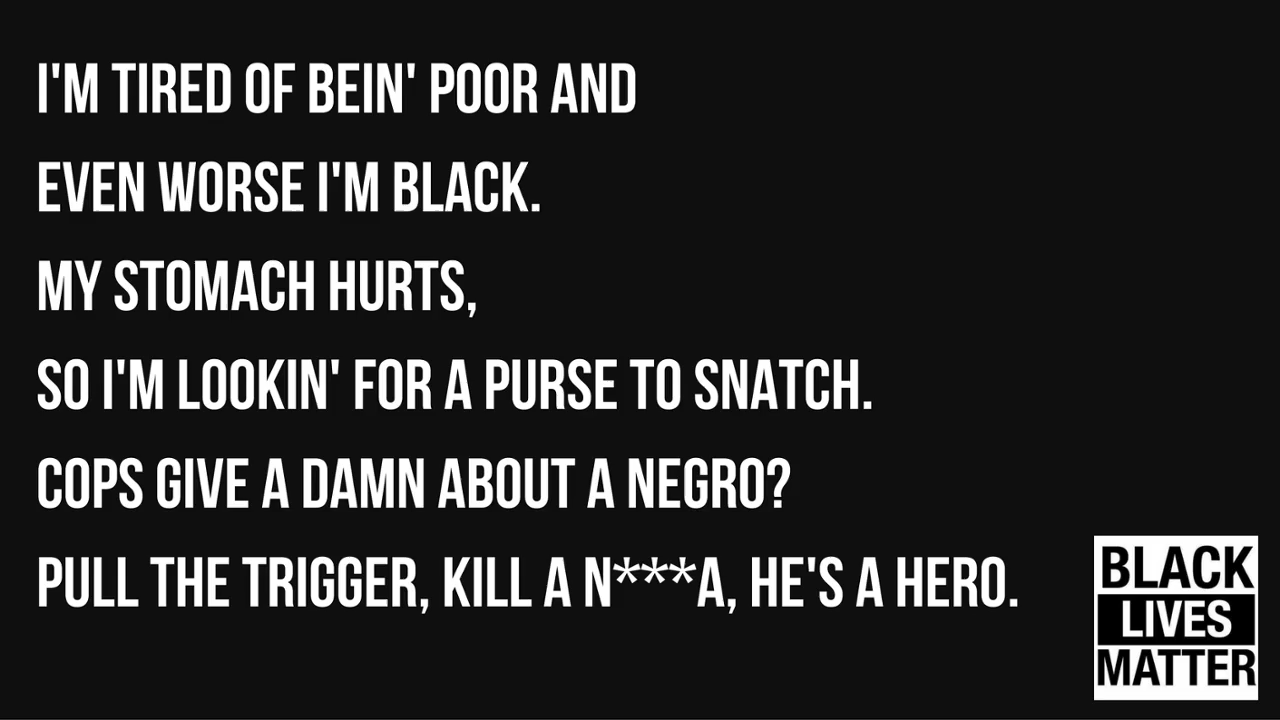 I'M TIRED OF BEIN' POOR AND
EVEN WORSE I'M BLACK.
MY STOMACH HURTS,
SO I'M LOOKIN' FOR A PURSE TO SNATCH.
COPS GIVE A DAMN ABOUT A NEGRO?
PULL THE TRIGGER, KILL A N***A, HE'S A HERO.
BLACK
LIVES
MATTER